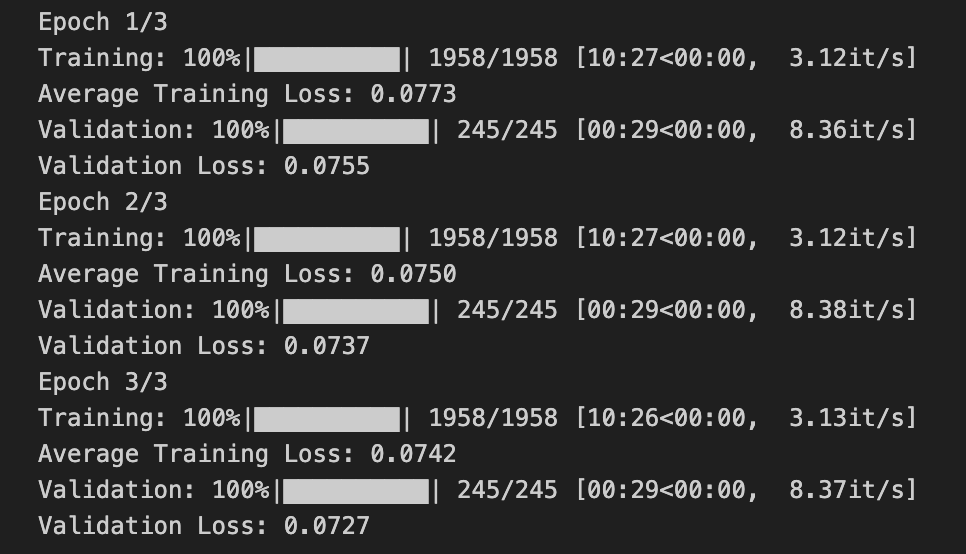 Epoch 1/3
Training: 100%|██████████| 1958/1958 [10:27<00:00,  3.12it/s]
Average Training Loss: 0.0773
Validation: 100%|██████████| 245/245 [00:29<00:00,  8.36it/s]
Validation Loss: 0.0755
Epoch 2/3
Training: 100%|██████████| 1958/1958 [10:27<00:00,  3.12it/s]
Average Training Loss: 0.0750
Validation: 100%|██████████| 245/245 [00:29<00:00,  8.38it/s]
Validation Loss: 0.0737
Epoch 3/3
Training: 100%|██████████| 1958/1958 [10:26<00:00,  3.13it/s]
Average Training Loss: 0.0742
Validation: 100%|██████████| 245/245 [00:29<00:00,  8.37it/s]
Validation Loss: 0.0727